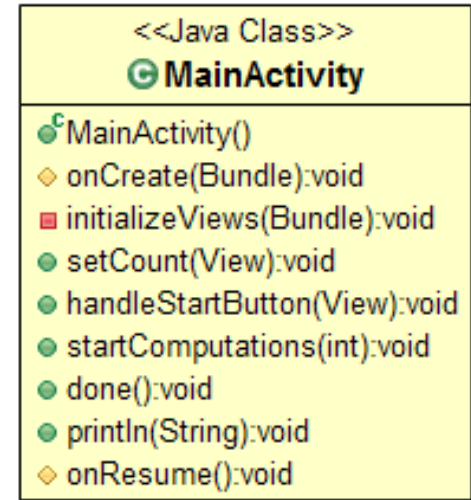 <<Java Class>>
C MainActivity
C MainActivity()
onCreate(Bundle):void
initializeViews(Bundle):void
setCount(View):void
handleStartButton(View):void
startComputations(int):void
done():void
println(String):void
onResume():void